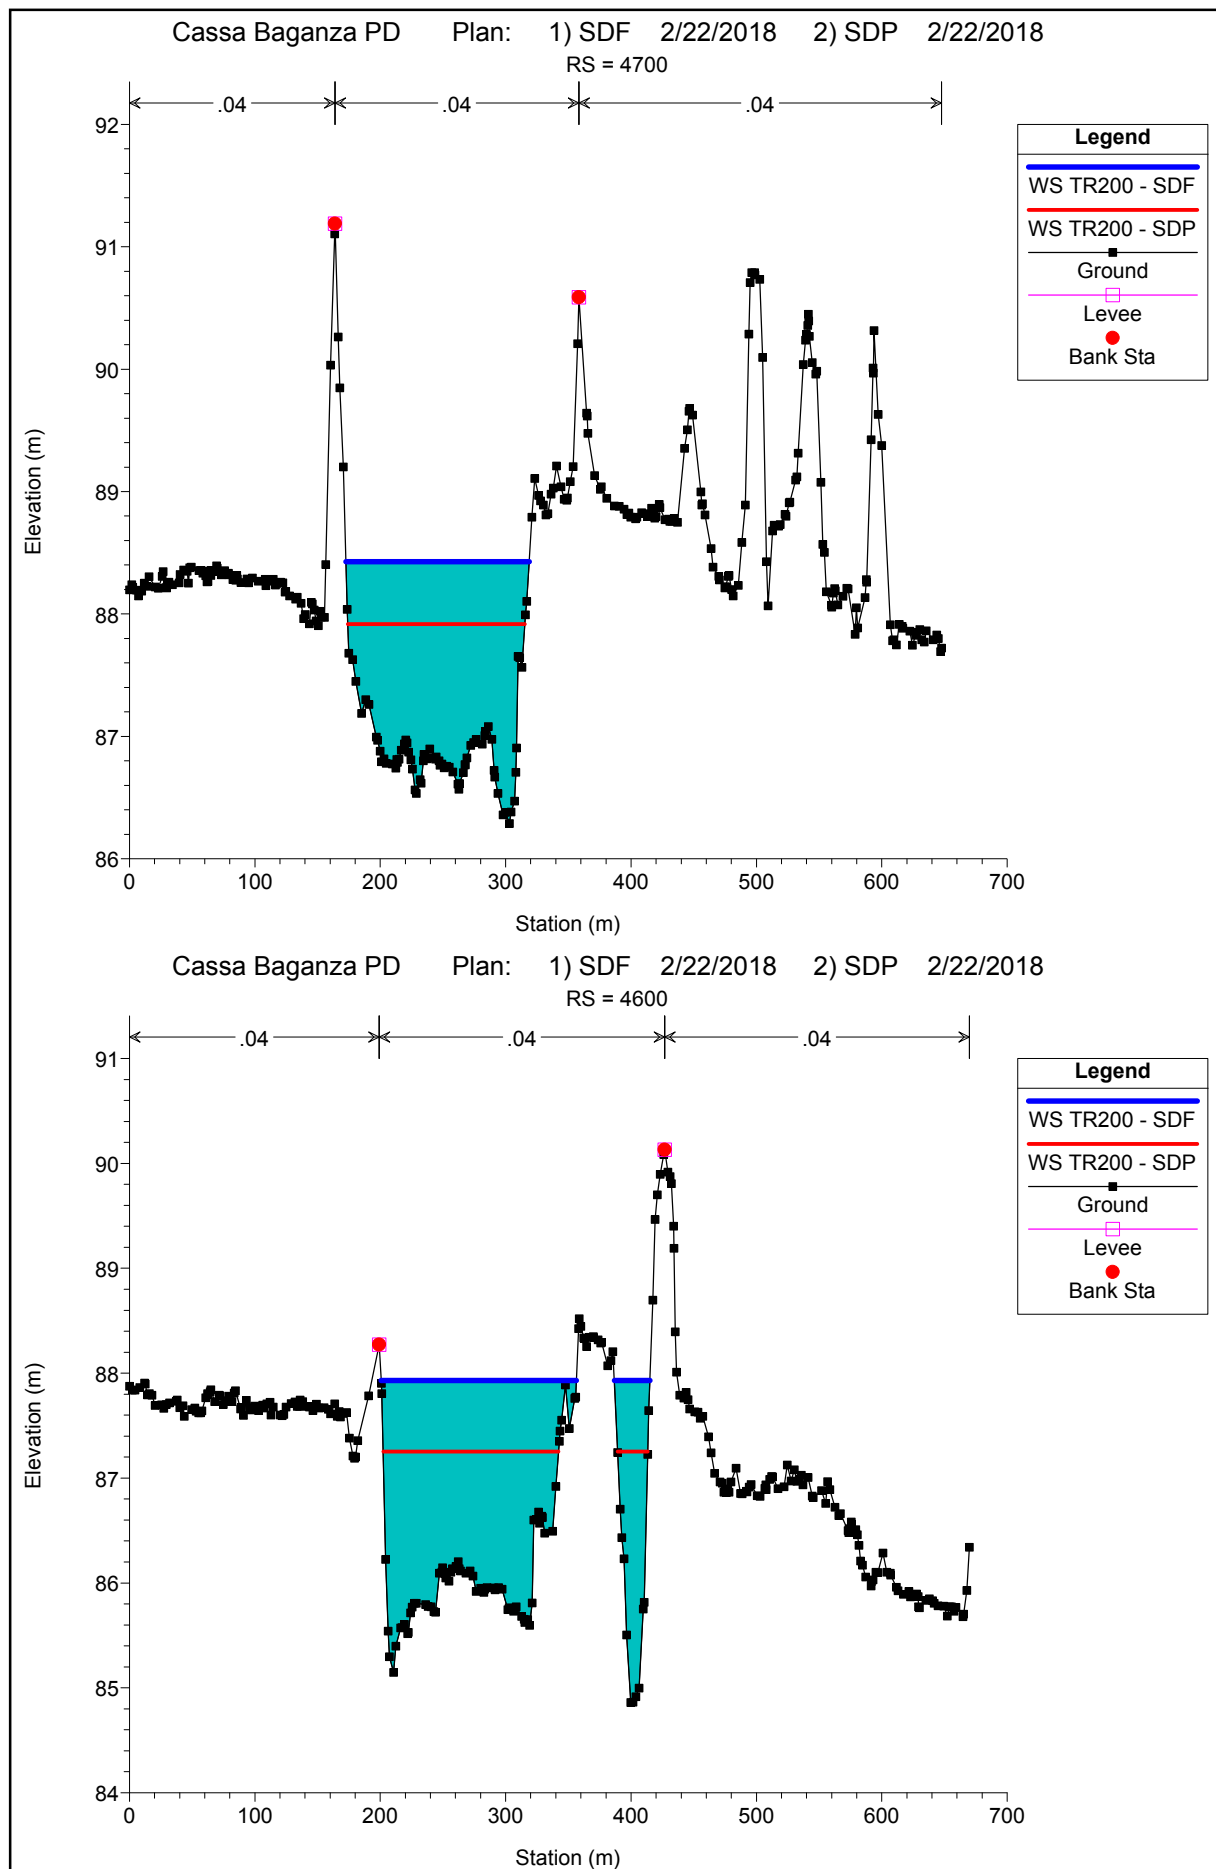 Cassa Baganza PD Plan: 1) SDF 2/22/2018 2) SDP 2/22/2018
RS = 4700
.04 .04 .04
92
91
90
89
88
87
86
Elevation (m)
0 100 200 300 400 500 600 700
Station (m)
Legend
WS TR200 - SDF
WS TR200 - SDP
Ground
Levee
Bank Sta
Cassa Baganza PD Plan: 1) SDF 2/22/2018 2) SDP 2/22/2018
RS = 4600
.04 .04 .04
91
90
89
88
87
86
85
84
Elevation (m)
0 100 200 300 400 500 600 700
Station (m)
Legend
WS TR200 - SDF
WS TR200 - SDP
Ground
Levee
Bank Sta